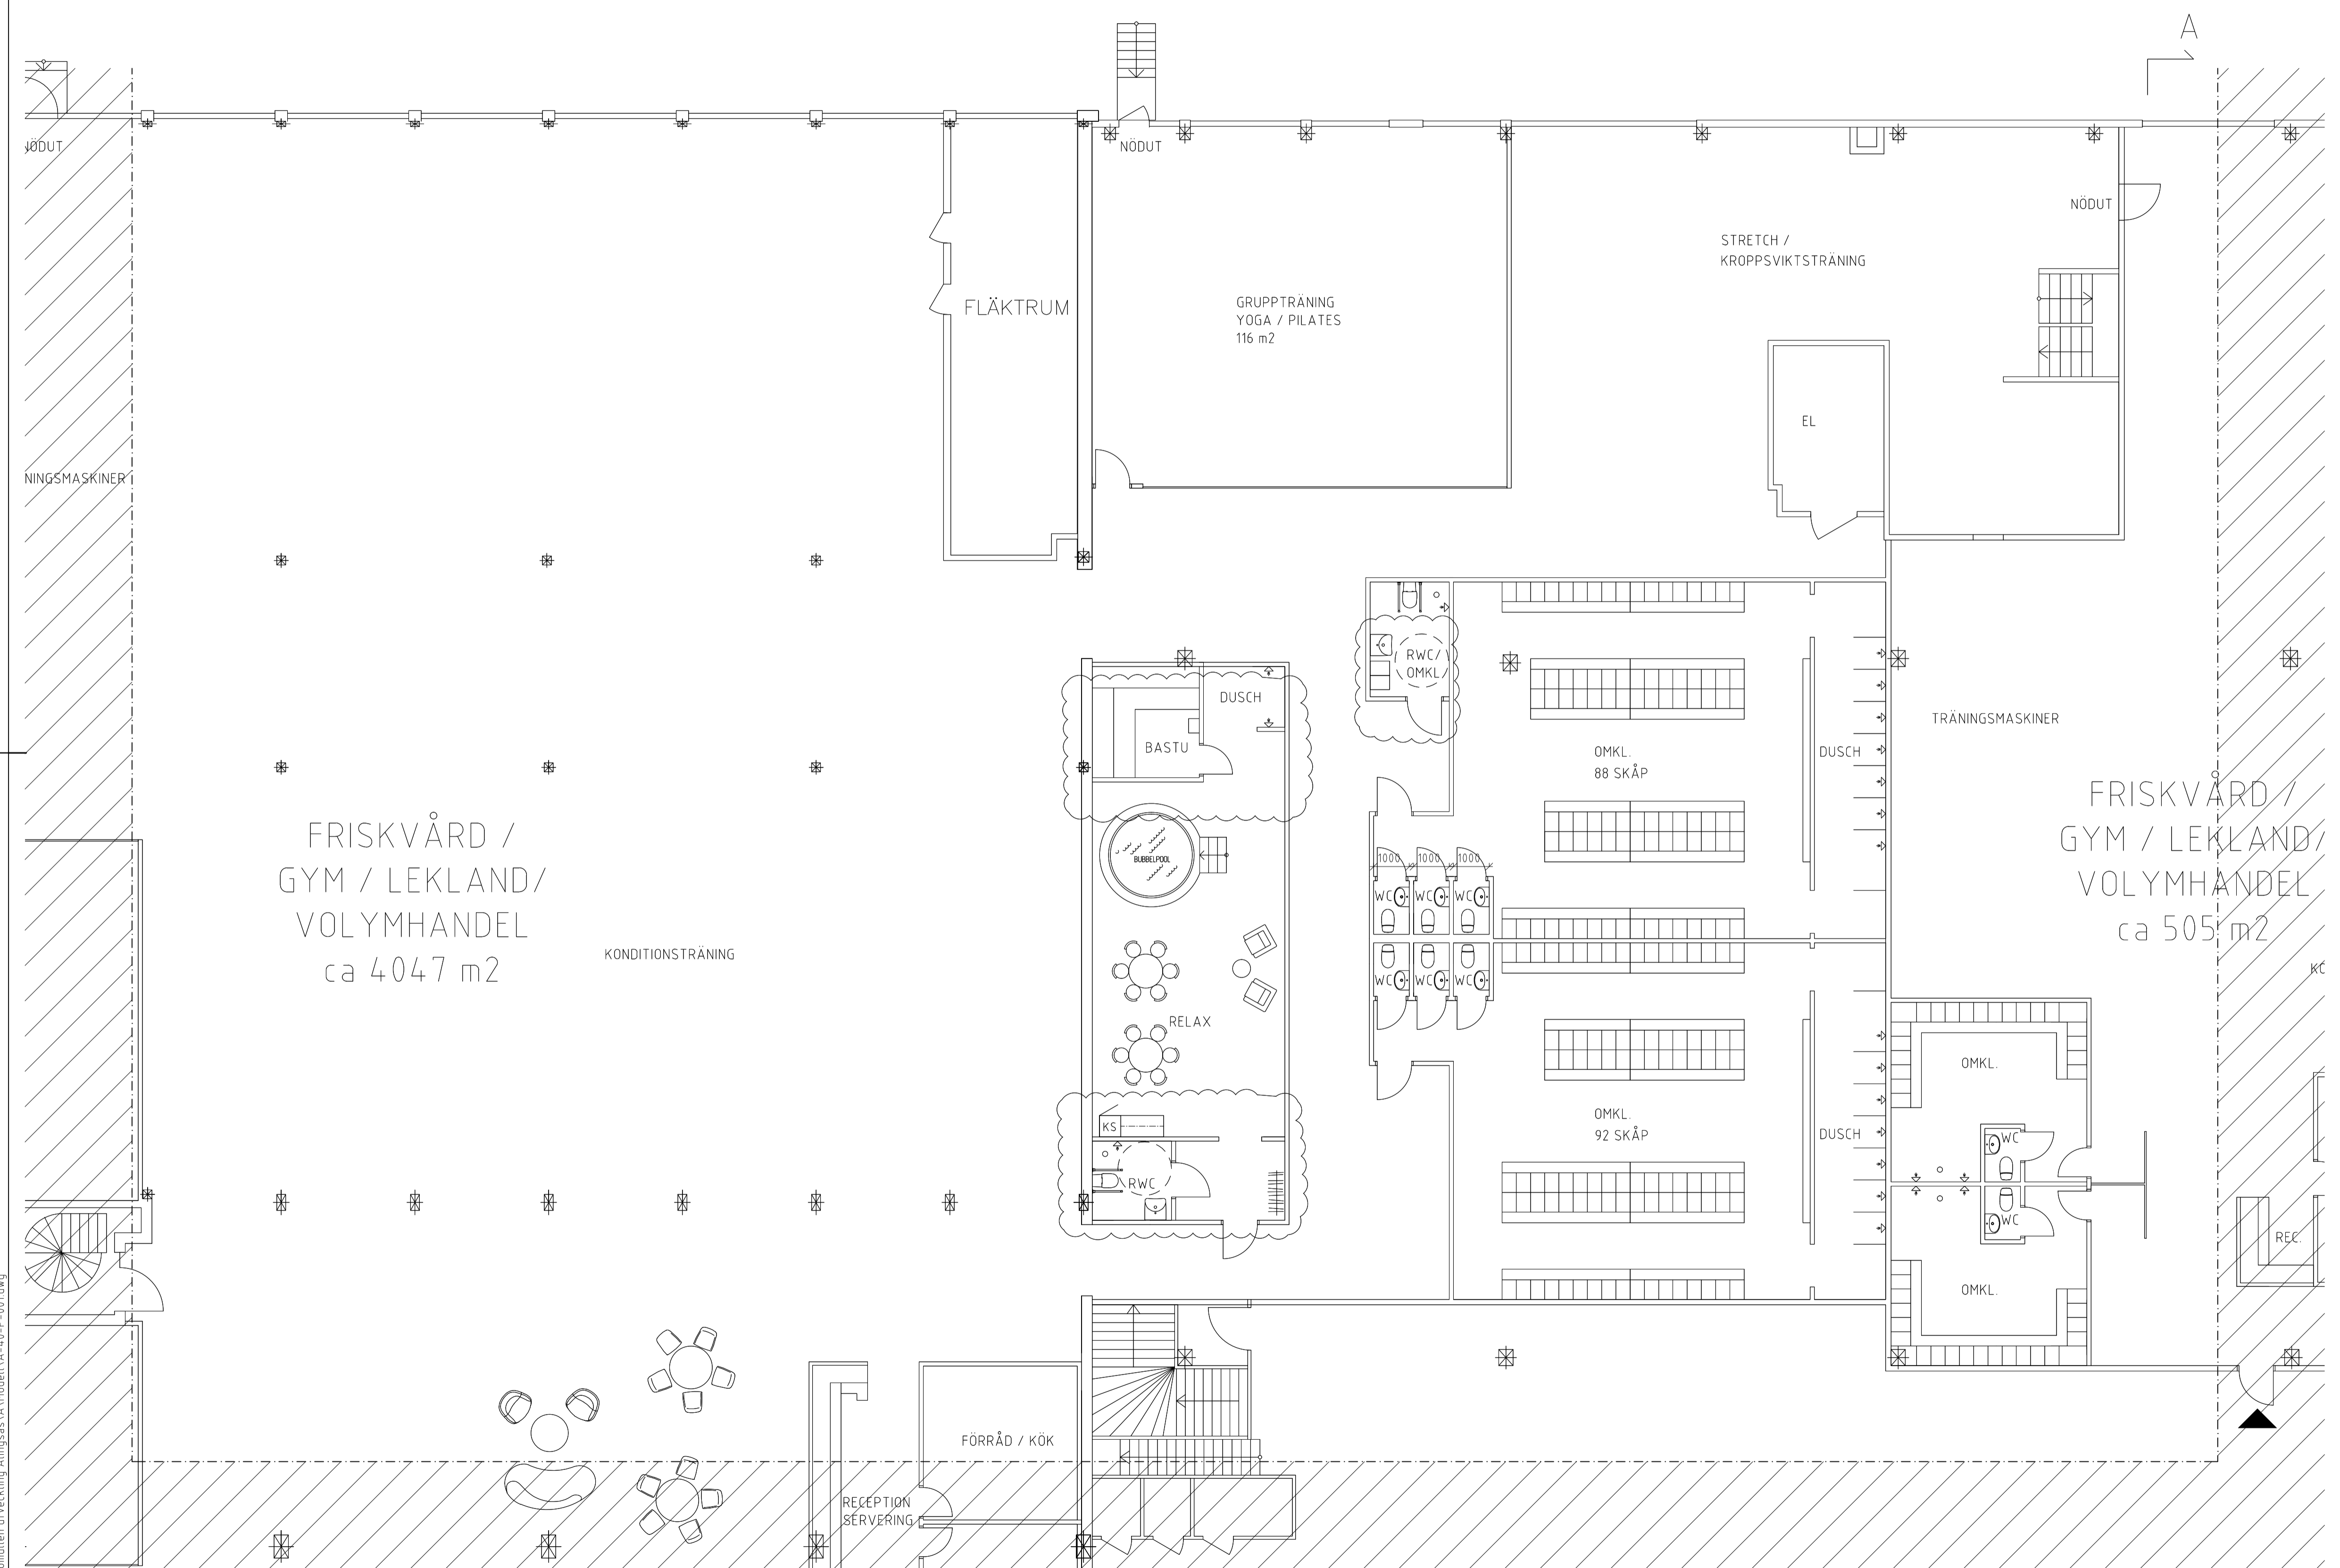 A
NÖDUT
NÖDUT
NÖDUT
STRETCH /
KROPPSVIKTSTRÄNING
FLÄKTRUM
GRUPPTRÄNING
YOGA / PILATES
116 m2
EL
NINGSMASKINER
RWC/
OMKL
DUSCH
BASTU
OMKL.
88 SKÅP
DUSCH
TRÄNINGSMASKINER
FRISKVÅRD /
GYM / LEKLAND/
VOLYMHANDEL
ca 4047 m2
FRISKVÅRD /
GYM / LEKLAND/
VOLYMHANDEL
ca 505 m2
BUBBELPOOL
1000 1000 1000
WC WC WC
KONDITIONSTRÄNING
WC WC WC
RELAX
OMKL.
KS
OMKL.
92 SKÅP
DUSCH
WC
RWC
WC
REC.
OMKL.
FÖRRÅD / KÖK
RECEPTION
SERVERING